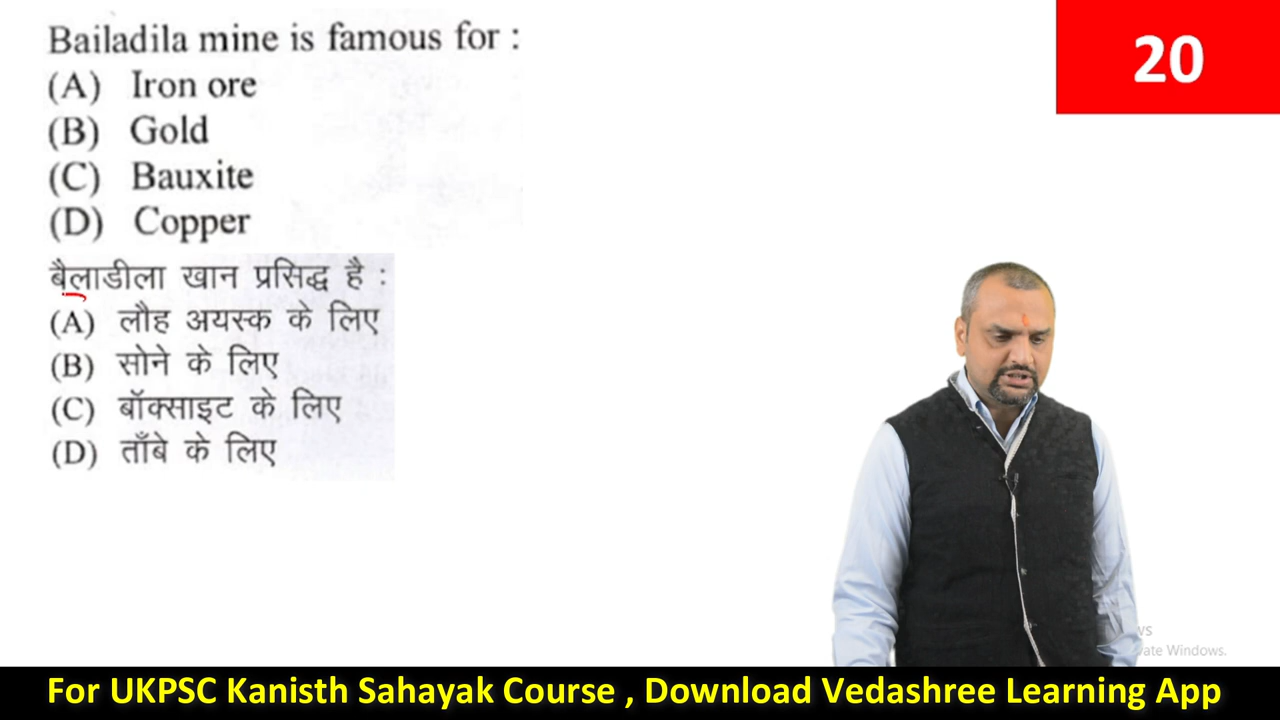 Bailadila mine is famous for :
(A) Iron ore
(B) Gold
(C) Bauxite
(D) Copper
बैलाडीला खान प्रसिद्ध है :
(A) लौह अयस्क के लिए
(B) सोने के लिए
(C) बॉक्साइट के लिए
(D) ताँबे के लिए
20
Windows.
For UKPSC Kanisth Sahayak Course , Download Vedashree Learning App